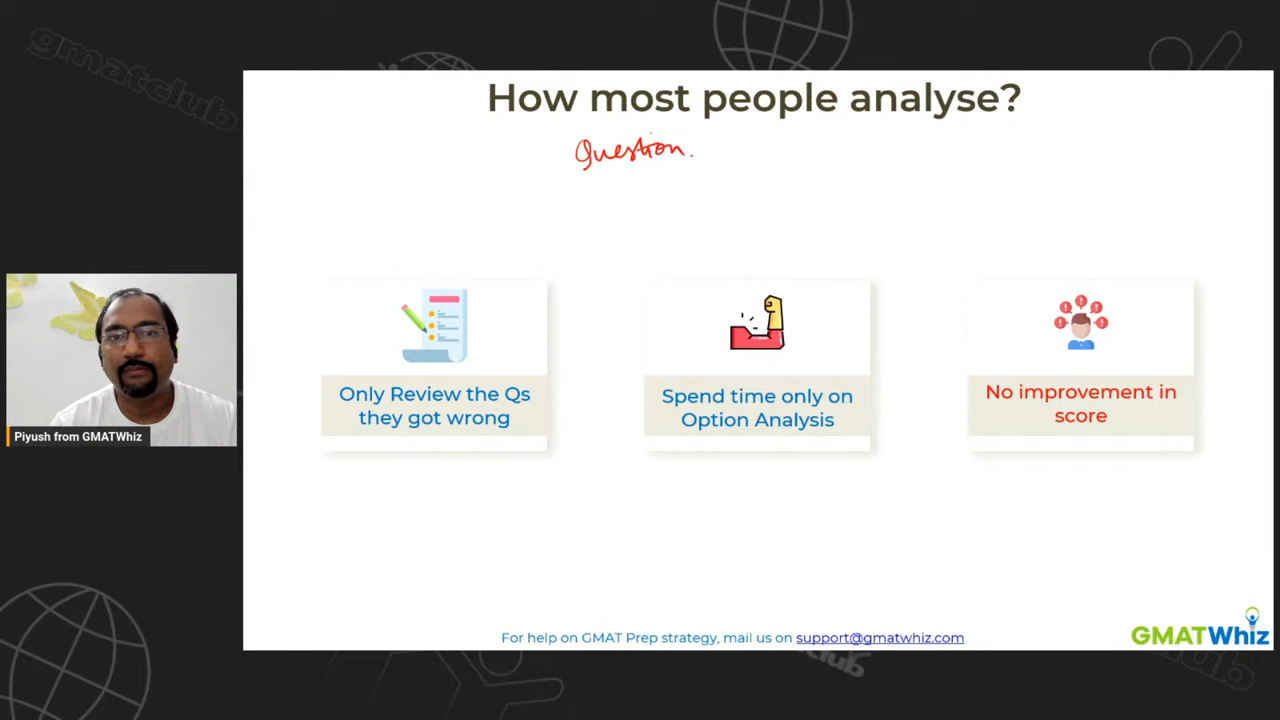 gmatclub
How most people analyse?
Question.
Only Review the Qs
they got wrong
Spend time only on
Option Analysis
No improvement in
score
Piyush from GMATWhiz
For help on GMAT Prep strategy, mail us on support@gmatwhiz.com
GMATWhiz